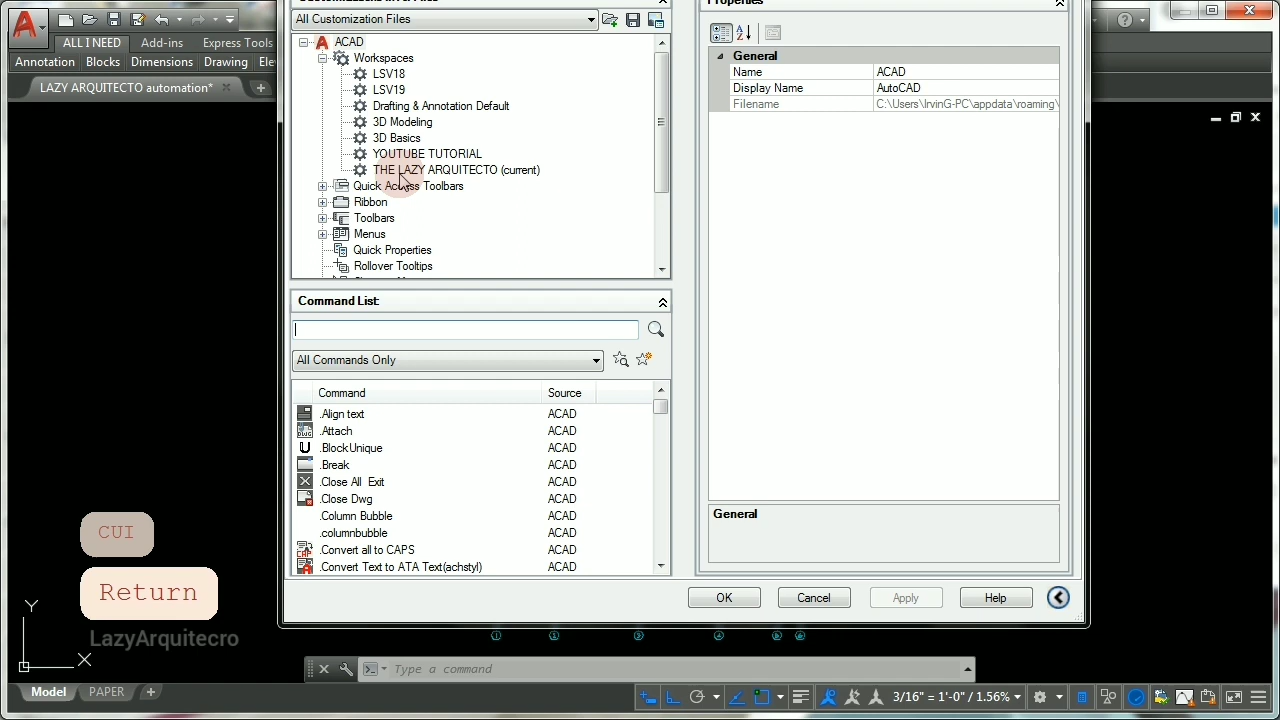 Properties
All Customization Files
ALL I NEED Add-ins Express Tools
Annotation Blocks Dimensions Drawing
LAZY ARQUITECTO automation*
ACAD
Workspaces
LSV18
LSV19
Drafting & Annotation Default
3D Modeling
3D Basics
YOUTUBE TUTORIAL
THE LAZY ARQUITECTO (current)
Quick Access Toolbars
Ribbon
Toolbars
Menus
Quick Properties
Rollover Tooltips
General
Name ACAD
Display Name AutoCAD
Filename C:\Users\IrvinG-PC\appdata\roaming\
Command List:
All Commands Only
Command Source
.Align text ACAD
.Attach ACAD
.BlockUnique ACAD
.Break ACAD
.Close All Exit ACAD
.Close Dwg ACAD
.Column Bubble ACAD
.columnbubble ACAD
.Convert all to CAPS ACAD
.Convert Text to ATA Text(achstyl) ACAD
General
OK Cancel Apply Help
CUI
Return
LazyArquitecro
Y
X
Type a command
Model PAPER
3/16" = 1'-0" / 1.56%